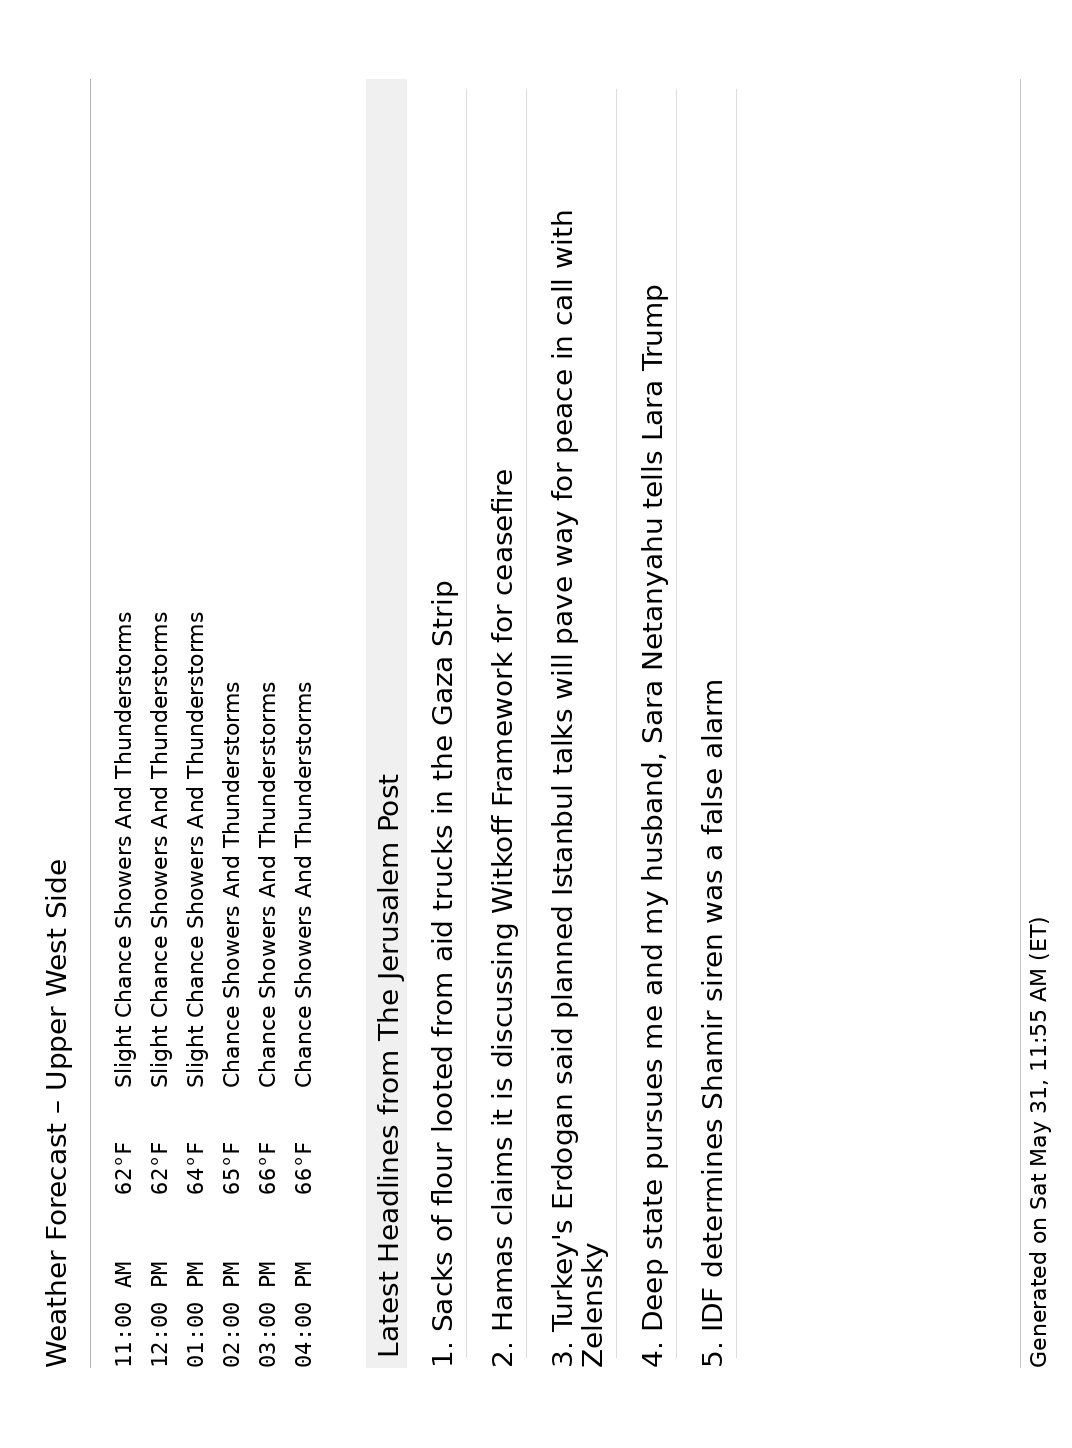 Weather Forecast – Upper West Side
11:00 AM 62°F Slight Chance Showers And Thunderstorms
12:00 PM 62°F Slight Chance Showers And Thunderstorms
01:00 PM 64°F Slight Chance Showers And Thunderstorms
02:00 PM 65°F Chance Showers And Thunderstorms
03:00 PM 66°F Chance Showers And Thunderstorms
04:00 PM 66°F Chance Showers And Thunderstorms
Latest Headlines from The Jerusalem Post
1. Sacks of flour looted from aid trucks in the Gaza Strip
2. Hamas claims it is discussing Witkoff Framework for ceasefire
3. Turkey's Erdogan said planned Istanbul talks will pave way for peace in call with
Zelensky
4. Deep state pursues me and my husband, Sara Netanyahu tells Lara Trump
5. IDF determines Shamir siren was a false alarm
Generated on Sat May 31, 11:55 AM (ET)